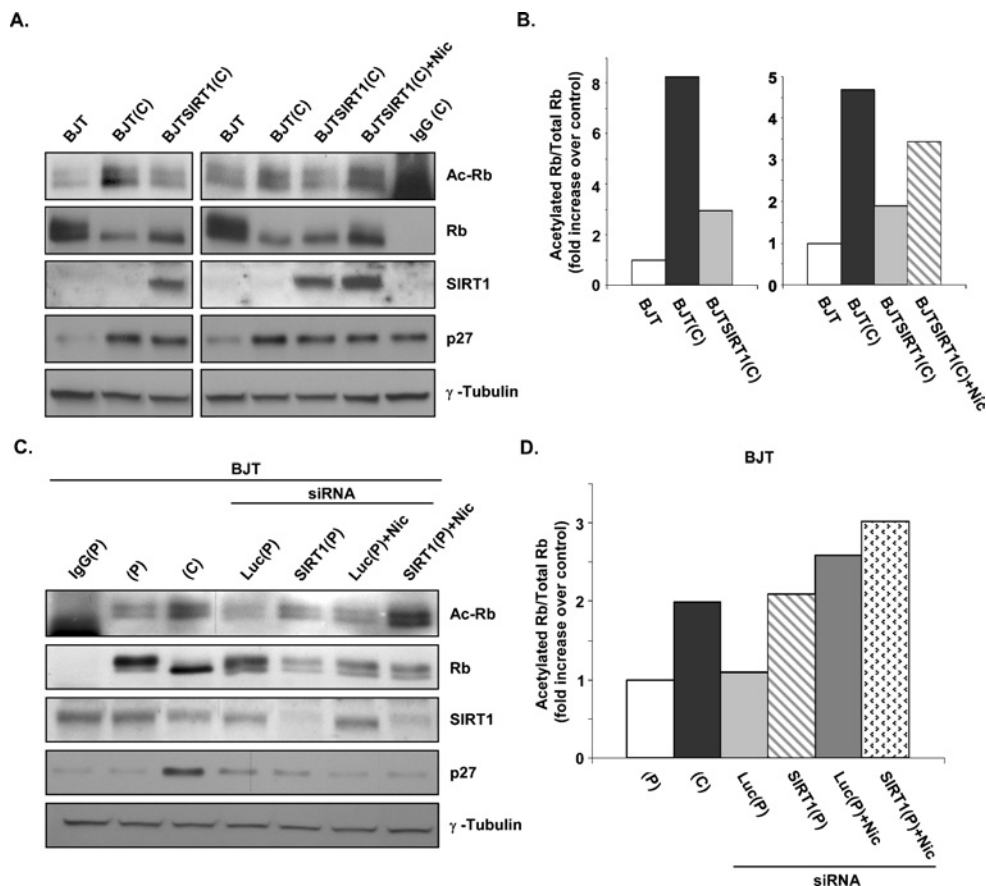 A.
BJT
BJT(C)
BJTSIRT1(C)
BJT
BJT(C)
BJTSIRT1(C)
BJTSIRT1(C)+Nic
IgG (C)
Ac-Rb
Rb
SIRT1
p27
γ -Tubulin
B.
Acetylated Rb/Total Rb
(fold increase over control)
8
6
4
2
0
BJT
BJT(C)
BJTSIRT1(C)
5
4
3
2
1
0
BJT
BJT(C)
BJTSIRT1(C)
BJTSIRT1(C)+Nic
C.
BJT
siRNA
IgG(P)
(P)
(C)
Luc(P)
SIRT1(P)
Luc(P)+Nic
SIRT1(P)+Nic
Ac-Rb
Rb
SIRT1
p27
γ -Tubulin
D.
BJT
Acetylated Rb/Total Rb
(fold increase over control)
3
2
1
0
(P)
(C)
Luc(P)
SIRT1(P)
Luc(P)+Nic
SIRT1(P)+Nic
siRNA